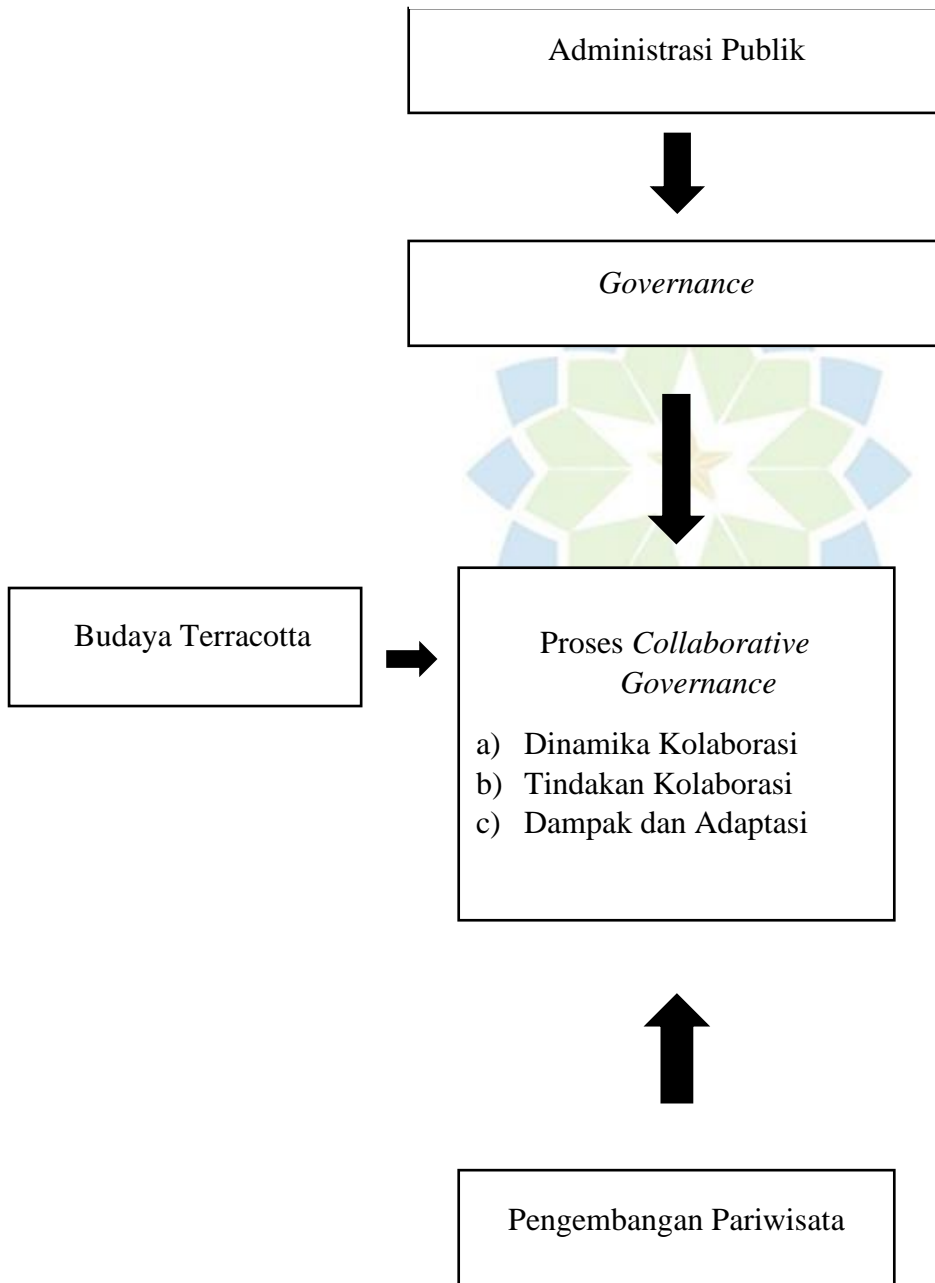 Administrasi Publik
Governance
Budaya Terracotta
Proses Collaborative
Governance
a) Dinamika Kolaborasi
b) Tindakan Kolaborasi
c) Dampak dan Adaptasi
Pengembangan Pariwisata